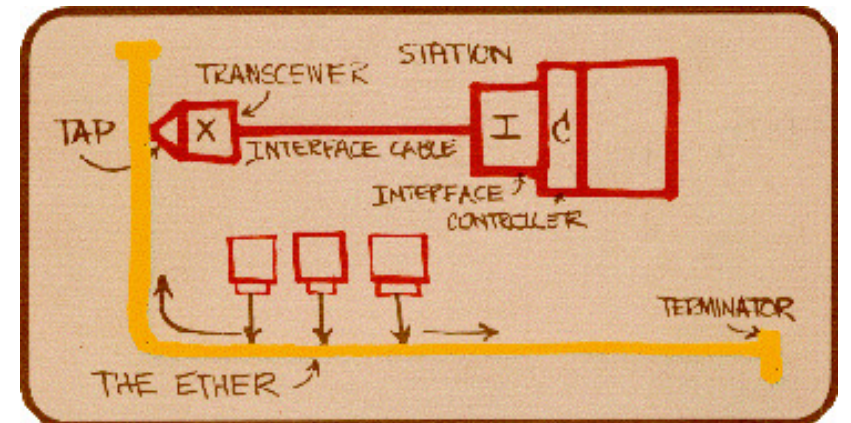 STATION
TRANSCEIVER
TAP
X
I
C
INTERFACE CABLE
INTERFACE
CONTROLLER
TERMINATOR
THE ETHER